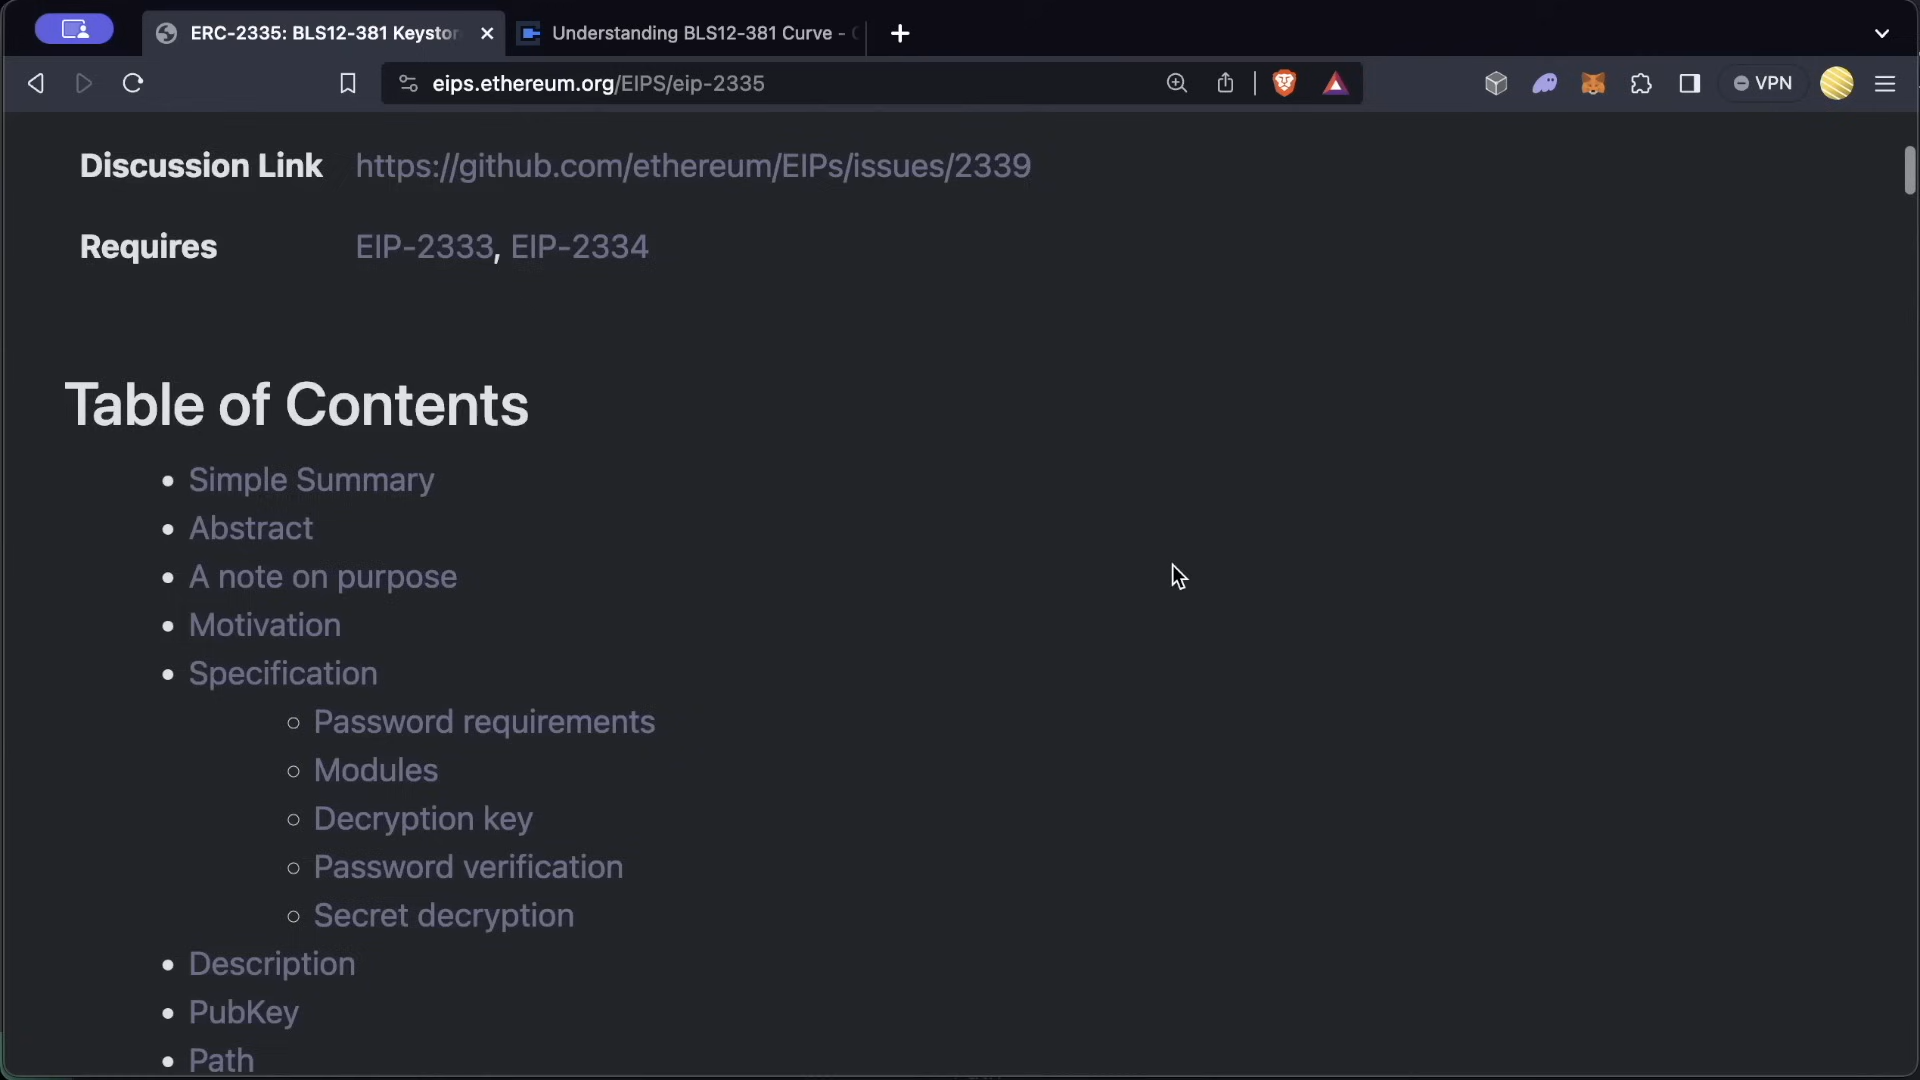 ERC-2335: BLS12-381 Keystor
Understanding BLS12-381 Curve -
eips.ethereum.org/EIPS/eip-2335
VPN
Discussion Link https://github.com/ethereum/EIPs/issues/2339
Requires EIP-2333, EIP-2334
Table of Contents
Simple Summary
Abstract
A note on purpose
Motivation
Specification
Password requirements
Modules
Decryption key
Password verification
Secret decryption
Description
PubKey
Path